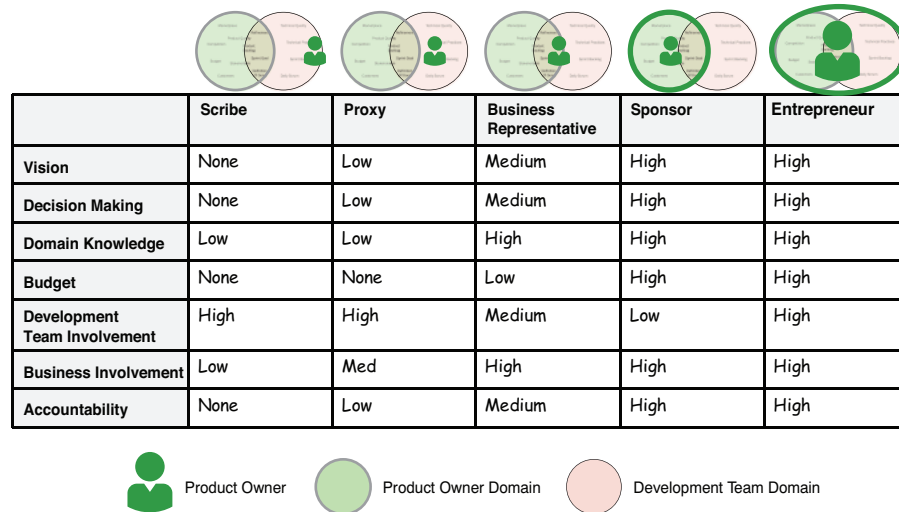 Scribe Proxy Business Representative Sponsor Entrepreneur
Vision None Low Medium High High
Decision Making None Low Medium High High
Domain Knowledge Low Low High High High
Budget None None Low High High
Development Team Involvement High High Medium Low High
Business Involvement Low Med High High High
Accountability None Low Medium High High
Product Owner Product Owner Domain Development Team Domain